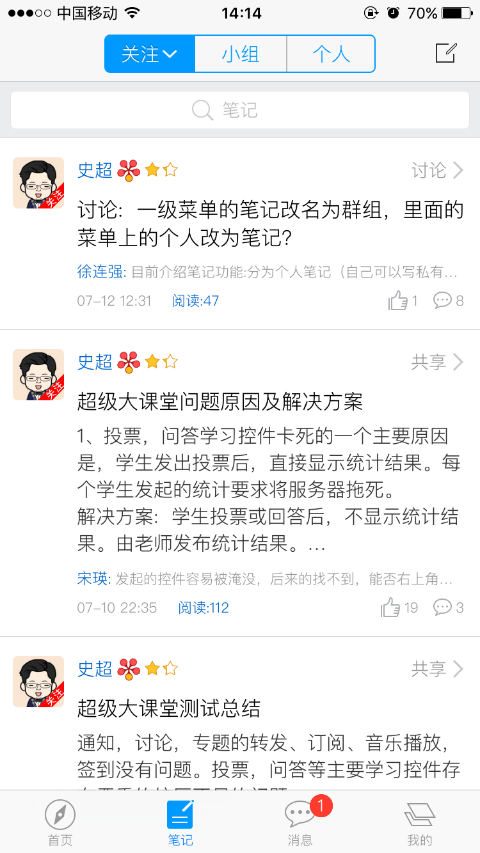 中国移动 14:14 70%
关注 小组 个人
笔记
史超 讨论
关注
讨论：一级菜单的笔记改名为群组，里面的
菜单上的个人改为笔记？
徐连强: 目前介绍笔记功能:分为个人笔记（自己可以写私有…
07-12 12:31 阅读:47 1 8
史超 共享
关注
超级大课堂问题原因及解决方案
1、投票，问答学习控件卡死的一个主要原因
是，学生发出投票后，直接显示统计结果。每
个学生发起的统计要求将服务器拖死。
解决方案：学生投票或回答后，不显示统计结
果。由老师发布统计结果。…
宋瑛: 发起的控件容易被淹没，后来的找不到，能否右上角…
07-10 22:35 阅读:112 19 3
史超 共享
关注
超级大课堂测试总结
通知，讨论，专题的转发、订阅、音乐播放，
签到没有问题。投票，问答等主要学习控件存
1
首页 笔记 消息 我的